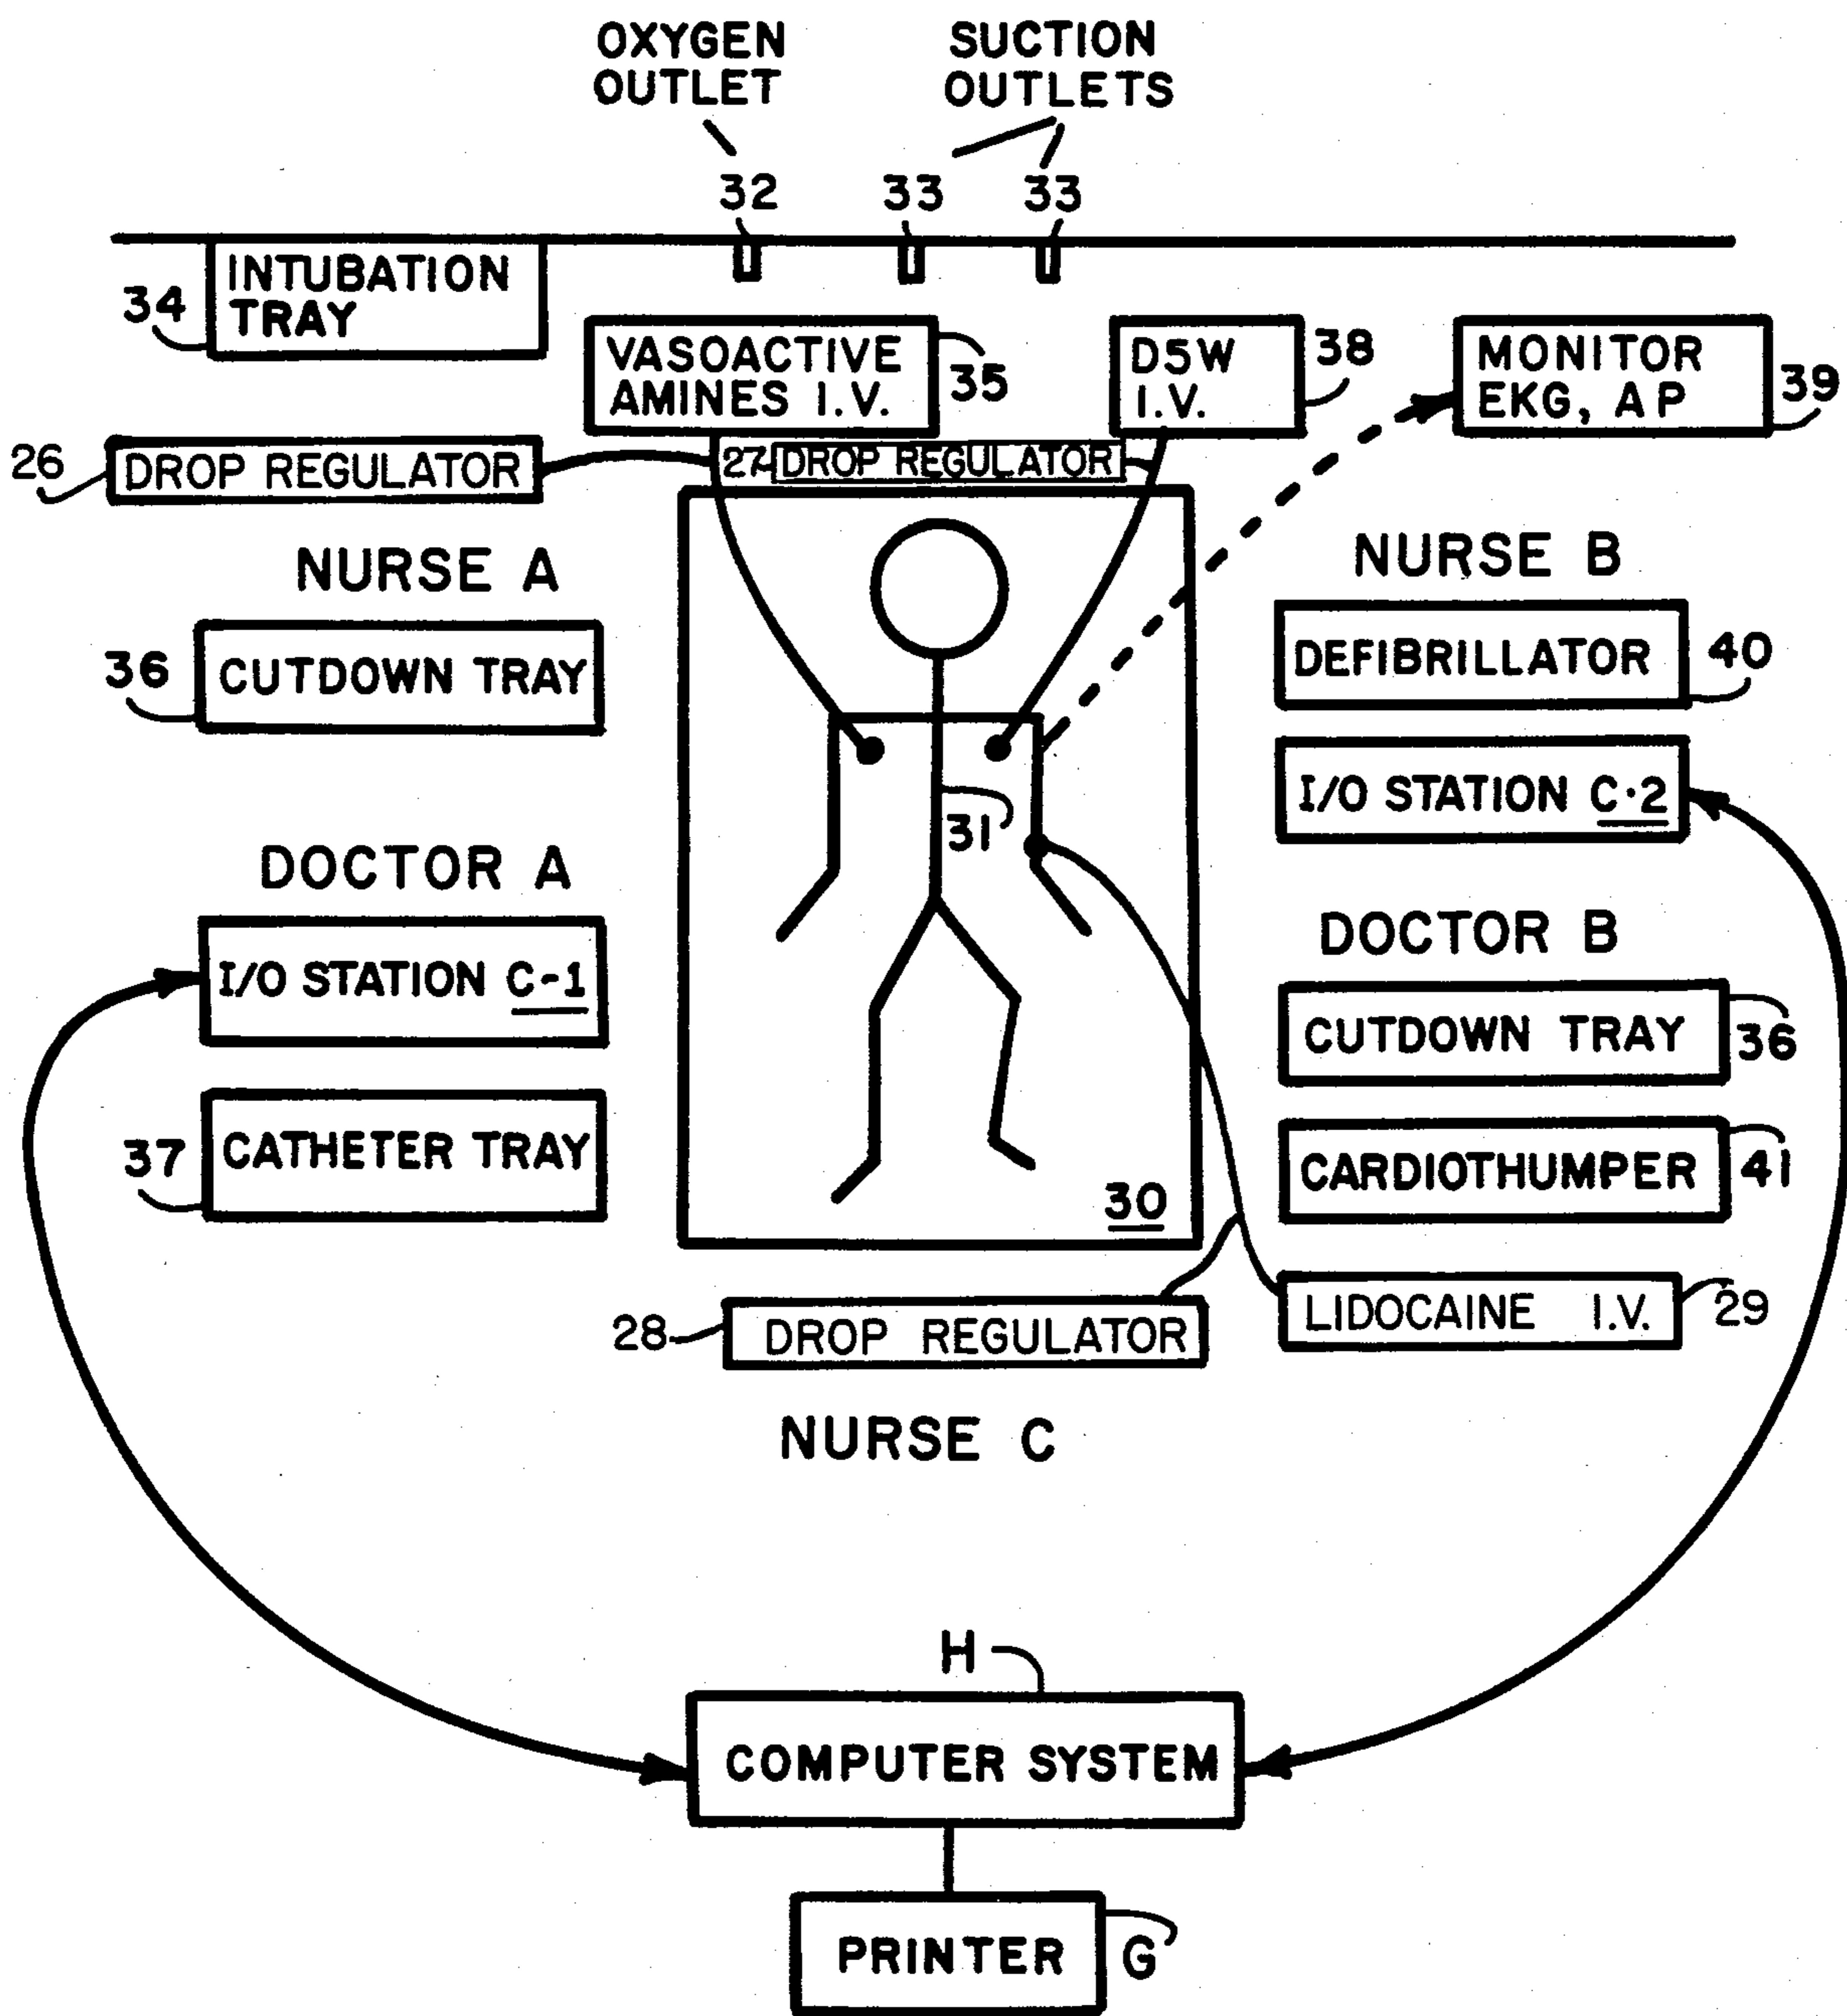 OXYGEN
OUTLET
SUCTION
OUTLETS
32
33
33
34
INTUBATION
TRAY
VASOACTIVE
AMINES I.V.
35
D5W
I.V.
38
MONITOR
EKG, AP
39
26
DROP REGULATOR
27
DROP REGULATOR
NURSE A
NURSE B
36
CUTDOWN TRAY
DEFIBRILLATOR
40
I/O STATION C-2
31
DOCTOR A
DOCTOR B
I/O STATION C-1
CUTDOWN TRAY
36
37
CATHETER TRAY
CARDIOTHUMPER
41
30
28
DROP REGULATOR
LIDOCAINE I.V.
29
NURSE C
H
COMPUTER SYSTEM
PRINTER
G